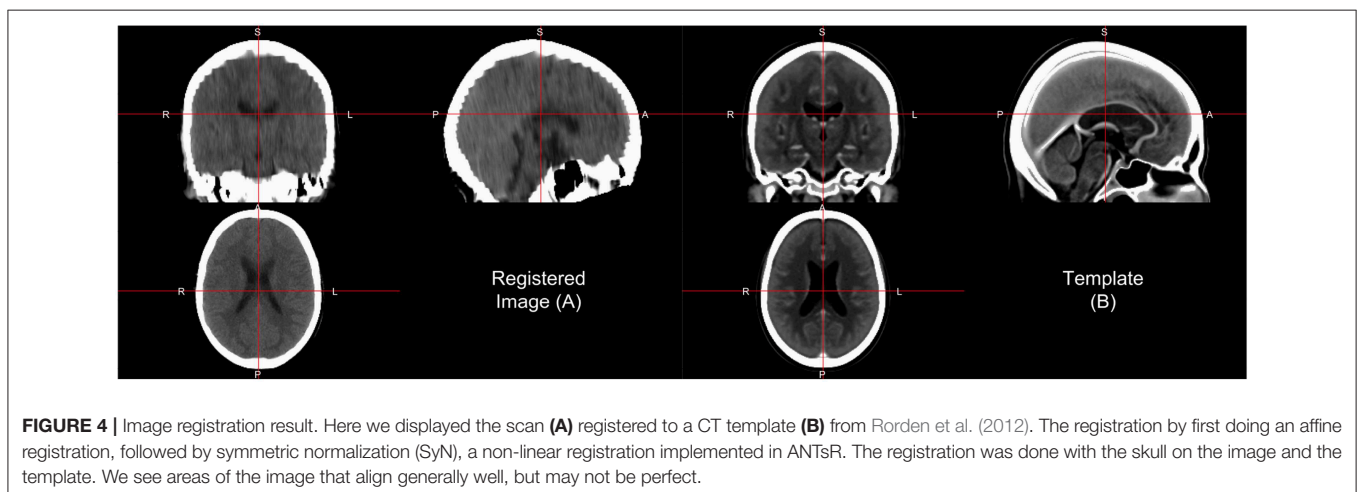 S
S
S
S
R
L
P
A
R
L
P
A
A
A
R
L
Registered
Image (A)
R
L
Template
(B)
P
P
FIGURE 4 | Image registration result. Here we displayed the scan (A) registered to a CT template (B) from Rorden et al. (2012). The registration by first doing an affine
registration, followed by symmetric normalization (SyN), a non-linear registration implemented in ANTsR. The registration was done with the skull on the image and the
template. We see areas of the image that align generally well, but may not be perfect.